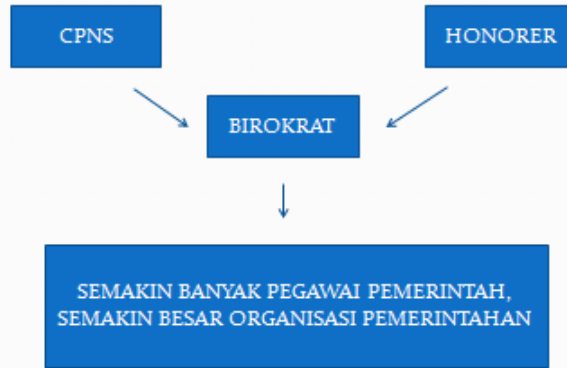 CPNS
HONORER
BIROKRAT
SEMAKIN BANYAK PEGAWAI PEMERINTAH,
SEMAKIN BESAR ORGANISASI PEMERINTAHAN